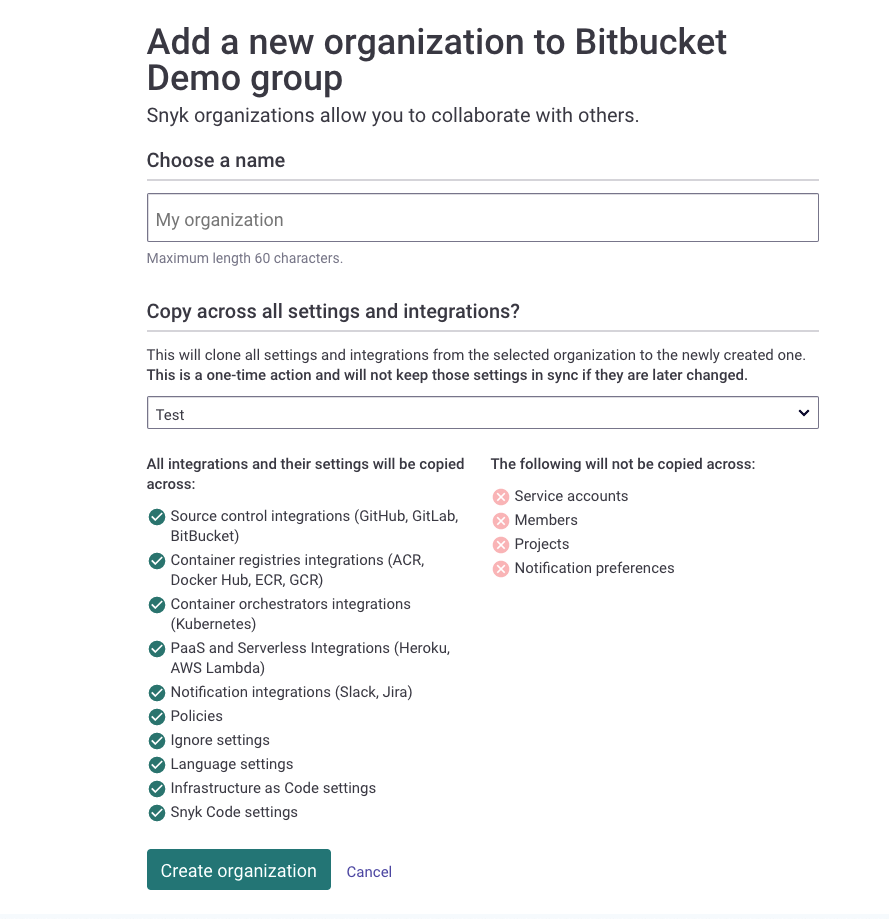 Add a new organization to Bitbucket
Demo group
Snyk organizations allow you to collaborate with others.
Choose a name
My organization
Maximum length 60 characters.
Copy across all settings and integrations?
This will clone all settings and integrations from the selected organization to the newly created one.
This is a one-time action and will not keep those settings in sync if they are later changed.
Test
All integrations and their settings will be copied
across:
Source control integrations (GitHub, GitLab,
BitBucket)
Container registries integrations (ACR,
Docker Hub, ECR, GCR)
Container orchestrators integrations
(Kubernetes)
PaaS and Serverless Integrations (Heroku,
AWS Lambda)
Notification integrations (Slack, Jira)
Policies
Ignore settings
Language settings
Infrastructure as Code settings
Snyk Code settings
The following will not be copied across:
Service accounts
Members
Projects
Notification preferences
Create organization
Cancel